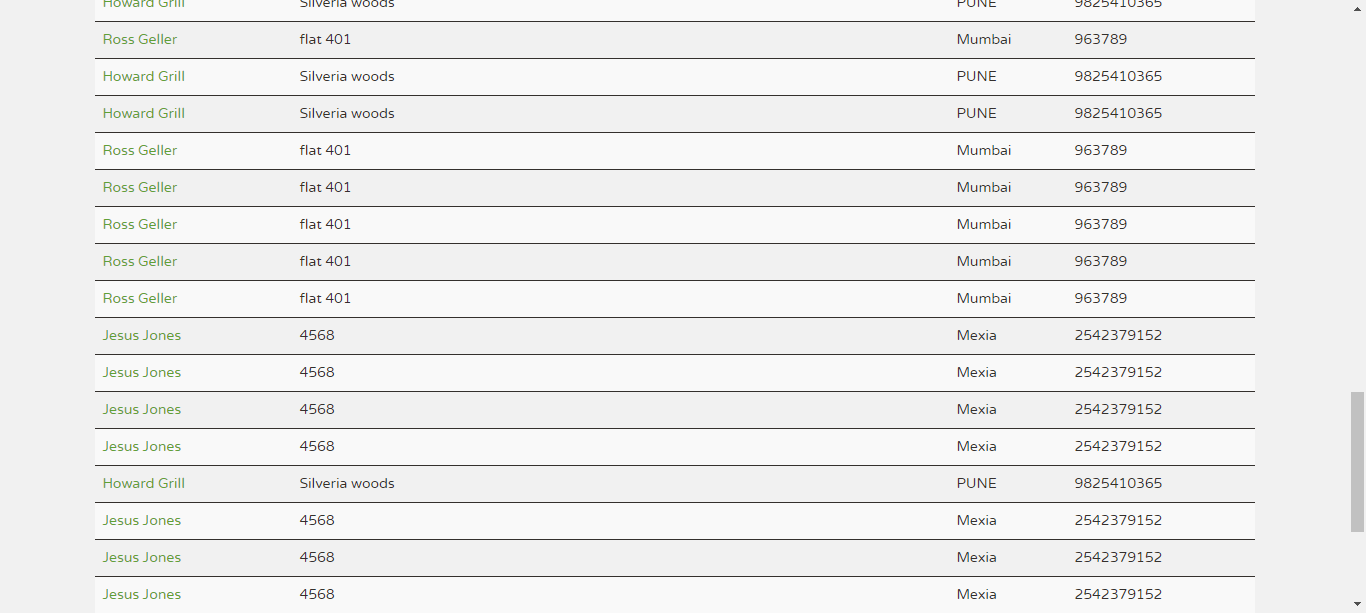 Howard Grill Silveria woods PUNE 9825410365
Ross Geller flat 401 Mumbai 963789
Howard Grill Silveria woods PUNE 9825410365
Howard Grill Silveria woods PUNE 9825410365
Ross Geller flat 401 Mumbai 963789
Ross Geller flat 401 Mumbai 963789
Ross Geller flat 401 Mumbai 963789
Ross Geller flat 401 Mumbai 963789
Ross Geller flat 401 Mumbai 963789
Jesus Jones 4568 Mexia 2542379152
Jesus Jones 4568 Mexia 2542379152
Jesus Jones 4568 Mexia 2542379152
Jesus Jones 4568 Mexia 2542379152
Howard Grill Silveria woods PUNE 9825410365
Jesus Jones 4568 Mexia 2542379152
Jesus Jones 4568 Mexia 2542379152
Jesus Jones 4568 Mexia 2542379152